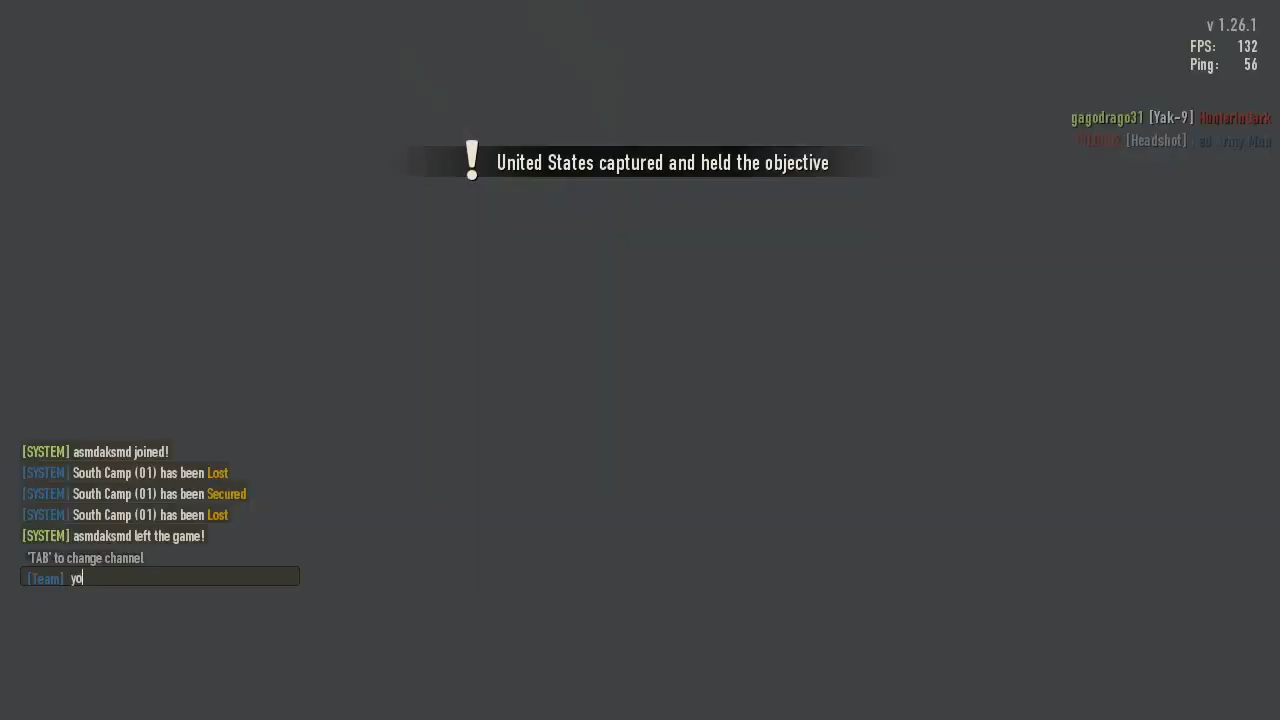 v 1.26.1
FPS: 132
Ping: 56
gagodrago31 [Yak-9] HunterInDark
[Headshot]
United States captured and held the objective
[SYSTEM] asmdaksmd joined!
[SYSTEM] South Camp (01) has been Lost
[SYSTEM] South Camp (01) has been Secured
[SYSTEM] South Camp (01) has been Lost
[SYSTEM] asmdaksmd left the game!
'TAB' to change channel
[Team] yo